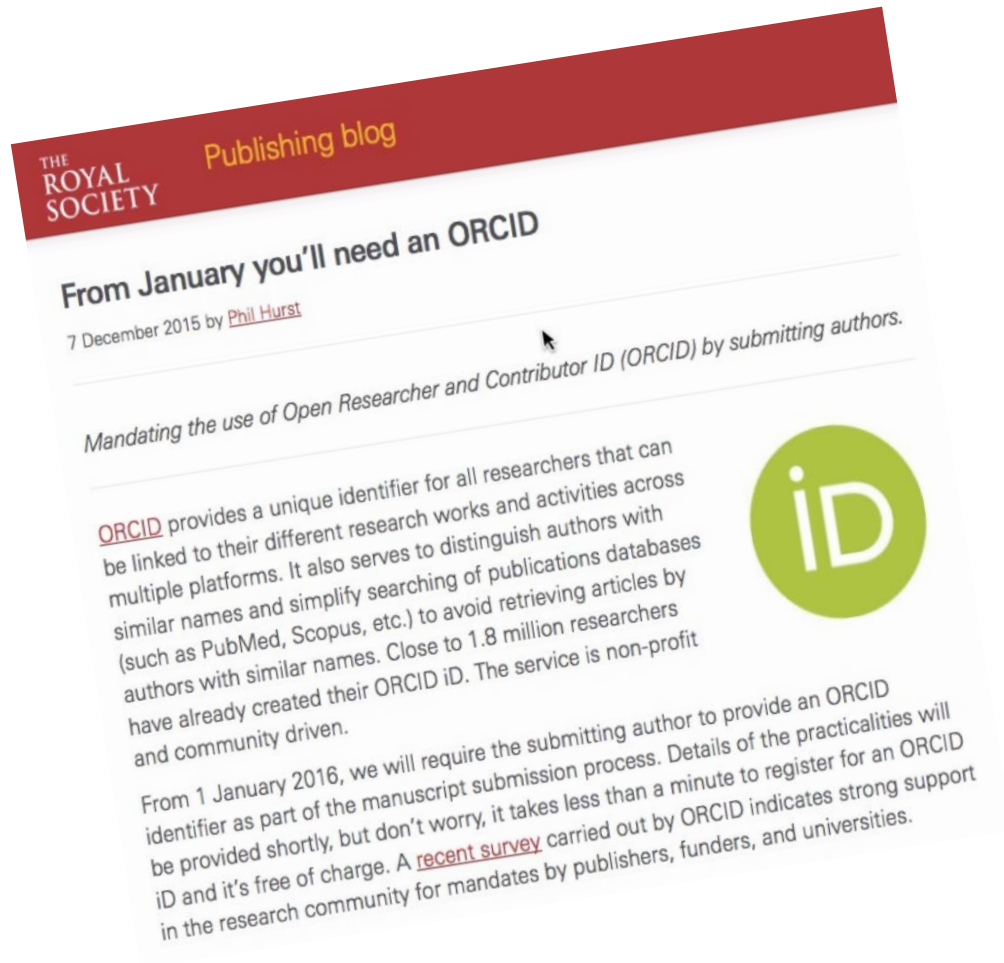 THE
ROYAL
SOCIETY
Publishing blog
From January you'll need an ORCID
7 December 2015 by Phil Hurst
Mandating the use of Open Researcher and Contributor ID (ORCID) by submitting authors.
ORCID provides a unique identifier for all researchers that can
be linked to their different research works and activities across
multiple platforms. It also serves to distinguish authors with
similar names and simplify searching of publications databases
(such as PubMed, Scopus, etc.) to avoid retrieving articles by
authors with similar names. Close to 1.8 million researchers
have already created their ORCID iD. The service is non-profit
and community driven.
iD
From 1 January 2016, we will require the submitting author to provide an ORCID
identifier as part of the manuscript submission process. Details of the practicalities will
be provided shortly, but don't worry, it takes less than a minute to register for an ORCID
iD and it's free of charge. A recent survey carried out by ORCID indicates strong support
in the research community for mandates by publishers, funders, and universities.